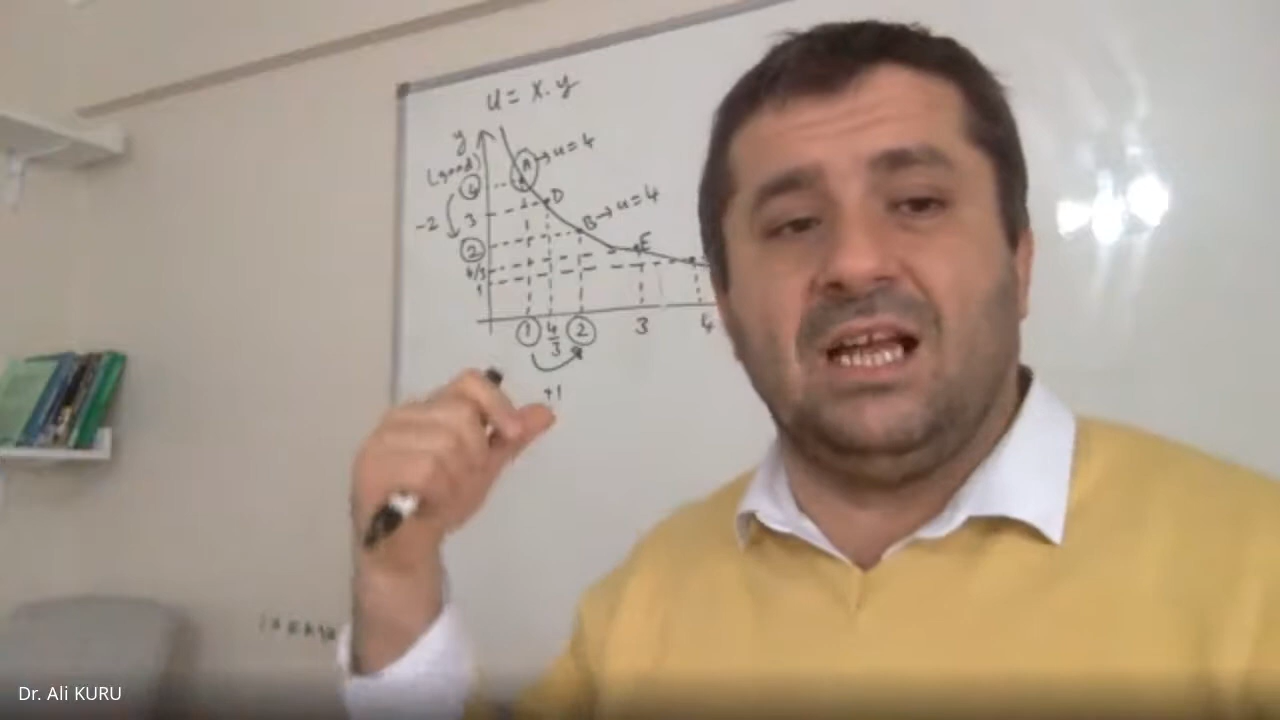 u = x.y
y
(good)
A → u = 4
4
3
D
-2
B → u = 4
2
E
4/3
1
1
4/3
2
3
4
+1
Dr. Ali KURU